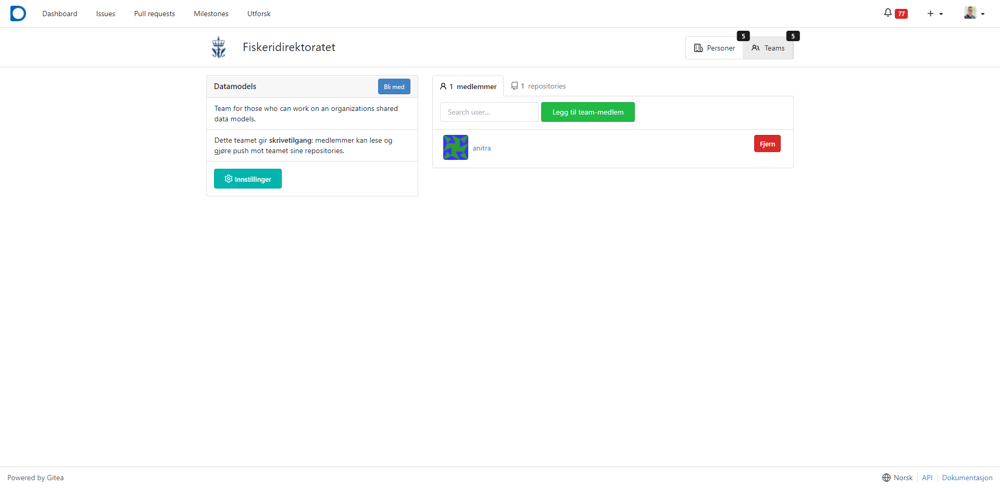 Dashboard Issues Pull requests Milestones Utforsk 77
Fiskeridirektoratet
Personer 5 Teams 5
Datamodels Bli med
Team for those who can work on an organizations shared
data models.
Dette teamet gir skrivetilgang: medlemmer kan lese og
gjøre push mot teamet sine repositories.
Innstillinger
1 medlemmer 1 repositories
Search user... Legg til team-medlem
anitra Fjern
Powered by Gitea Norsk API Dokumentasjon